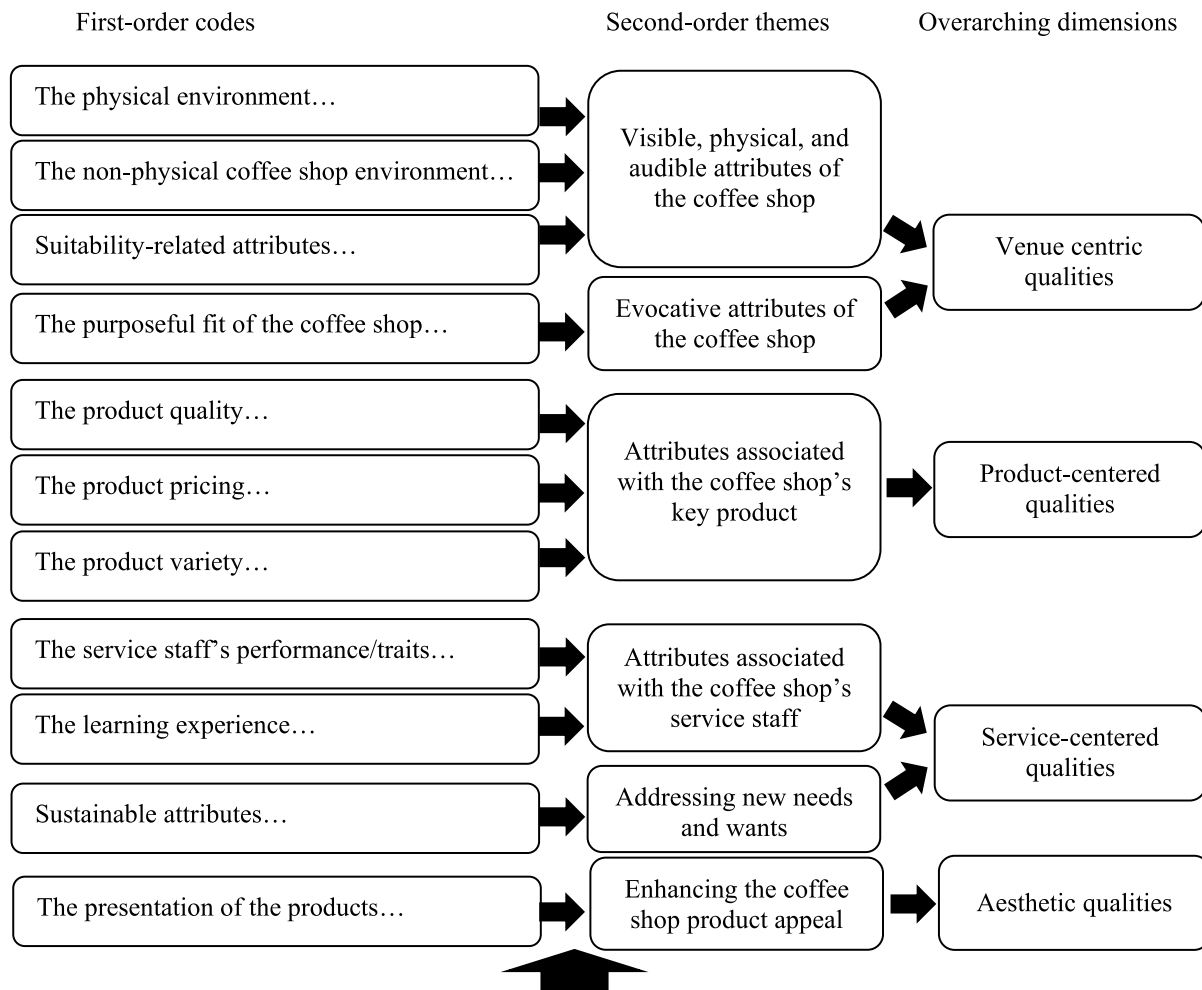 First-order codes
Second-order themes
Overarching dimensions
The physical environment…
The non-physical coffee shop environment…
Suitability-related attributes…
The purposeful fit of the coffee shop…
Visible, physical, and
audible attributes of
the coffee shop
Evocative attributes of
the coffee shop
Venue centric
qualities
The product quality…
The product pricing…
The product variety…
Attributes associated
with the coffee shop’s
key product
Product-centered
qualities
The service staff’s performance/traits…
The learning experience…
Sustainable attributes…
Attributes associated
with the coffee shop’s
service staff
Addressing new needs
and wants
Service-centered
qualities
The presentation of the products…
Enhancing the coffee
shop product appeal
Aesthetic qualities